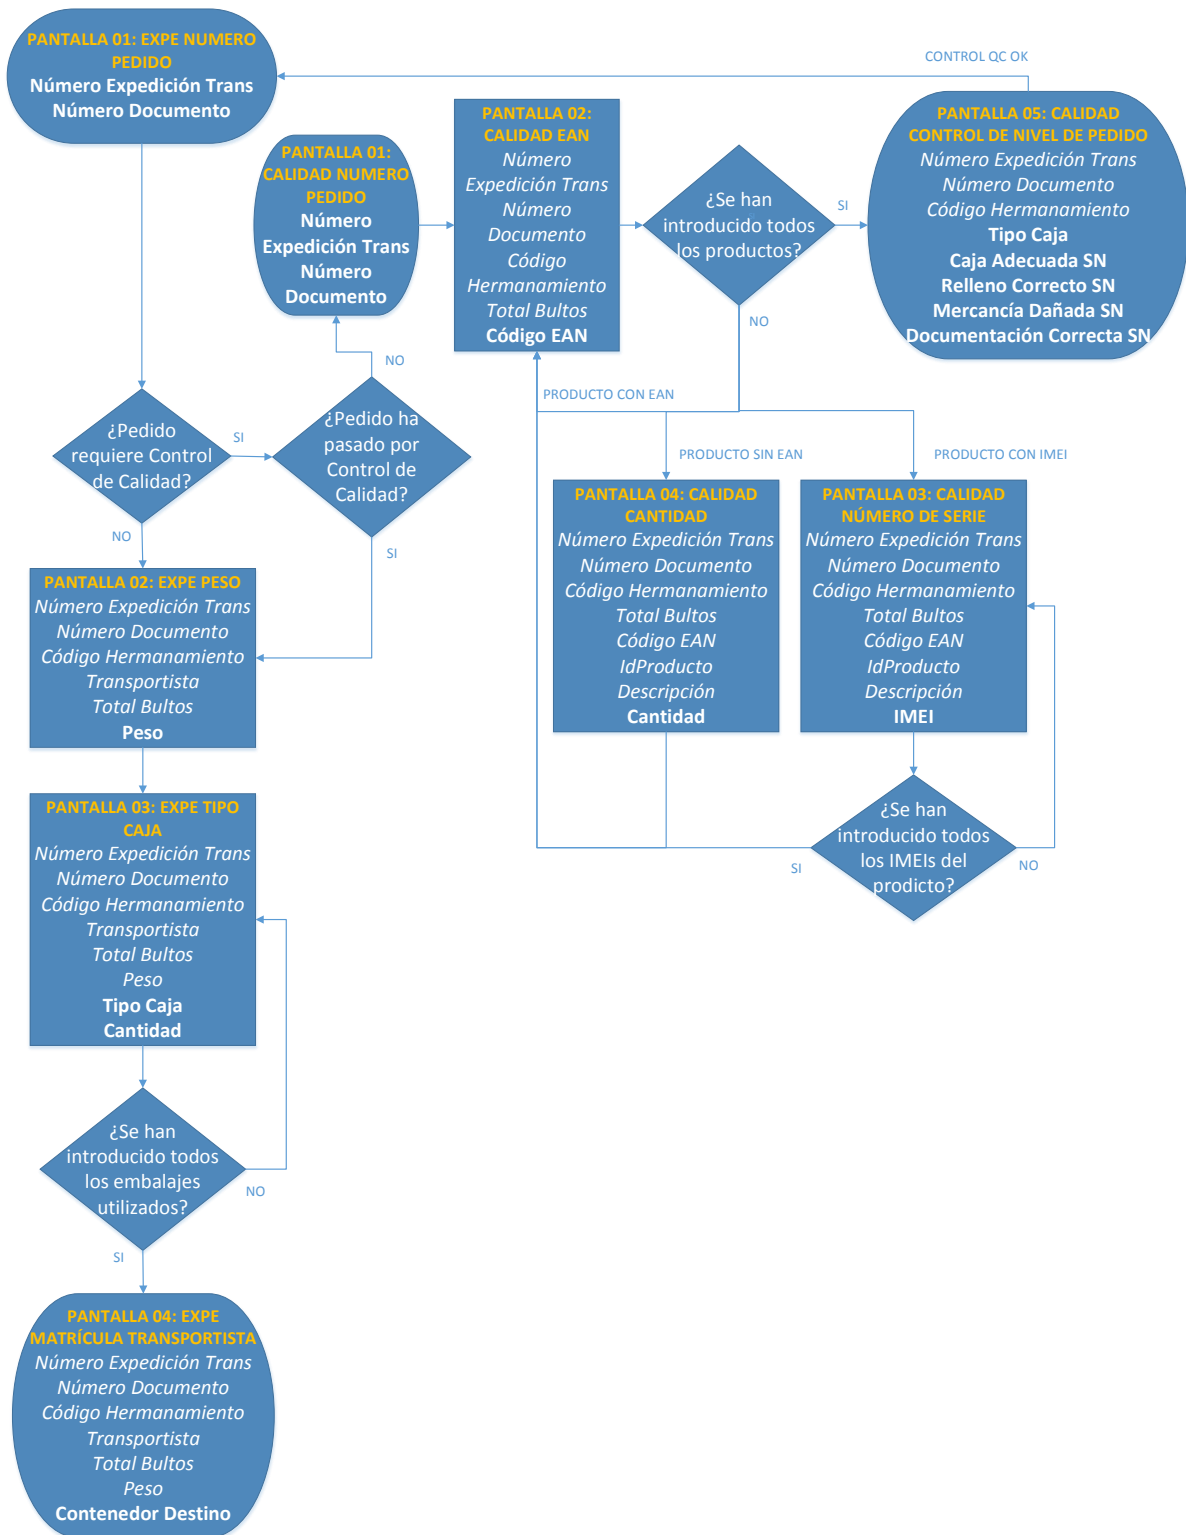 PANTALLA 01: EXPE NUMERO
PEDIDO
Número Expedición Trans
Número Documento
CONTROL QC OK
PANTALLA 01:
CALIDAD NUMERO
PEDIDO
Número
Expedición Trans
Número
Documento
PANTALLA 02:
CALIDAD EAN
Número
Expedición Trans
Número
Documento
Código
Hermanamiento
Total Bultos
Código EAN
¿Se han
introducido todos
los productos?
SI
NO
PANTALLA 05: CALIDAD
CONTROL DE NIVEL DE PEDIDO
Número Expedición Trans
Número Documento
Código Hermanamiento
Tipo Caja
Caja Adecuada SN
Relleno Correcto SN
Mercancía Dañada SN
Documentación Correcta SN
¿Pedido
requiere Control
de Calidad?
SI
NO
¿Pedido ha
pasado por
Control de
Calidad?
NO
SI
PRODUCTO CON EAN
PRODUCTO SIN EAN
PRODUCTO CON IMEI
PANTALLA 04: CALIDAD
CANTIDAD
Número Expedición Trans
Número Documento
Código Hermanamiento
Total Bultos
Código EAN
IdProducto
Descripción
Cantidad
PANTALLA 03: CALIDAD
NÚMERO DE SERIE
Número Expedición Trans
Número Documento
Código Hermanamiento
Total Bultos
Código EAN
IdProducto
Descripción
IMEI
¿Se han
introducido todos
los IMEIs del
prodicto?
SI
NO
PANTALLA 02: EXPE PESO
Número Expedición Trans
Número Documento
Código Hermanamiento
Transportista
Total Bultos
Peso
PANTALLA 03: EXPE TIPO
CAJA
Número Expedición Trans
Número Documento
Código Hermanamiento
Transportista
Total Bultos
Peso
Tipo Caja
Cantidad
¿Se han
introducido todos
los embalajes
utilizados?
NO
SI
PANTALLA 04: EXPE
MATRÍCULA TRANSPORTISTA
Número Expedición Trans
Número Documento
Código Hermanamiento
Transportista
Total Bultos
Peso
Contenedor Destino